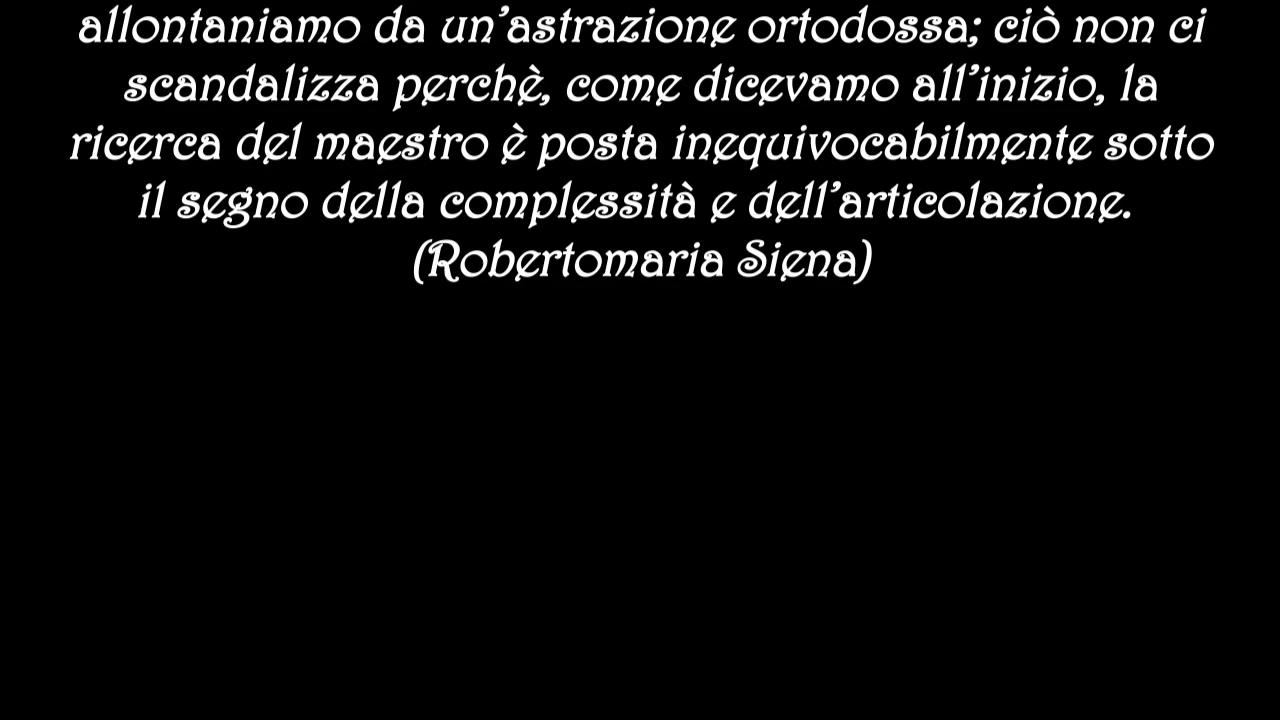 allontaniamo da un’astrazione ortodossa; ciò non ci
scandalizza perchè, come dicevamo all’inizio, la
ricerca del maestro è posta inequivocabilmente sotto
il segno della complessità e dell’articolazione.
(Robertomaria Siena)